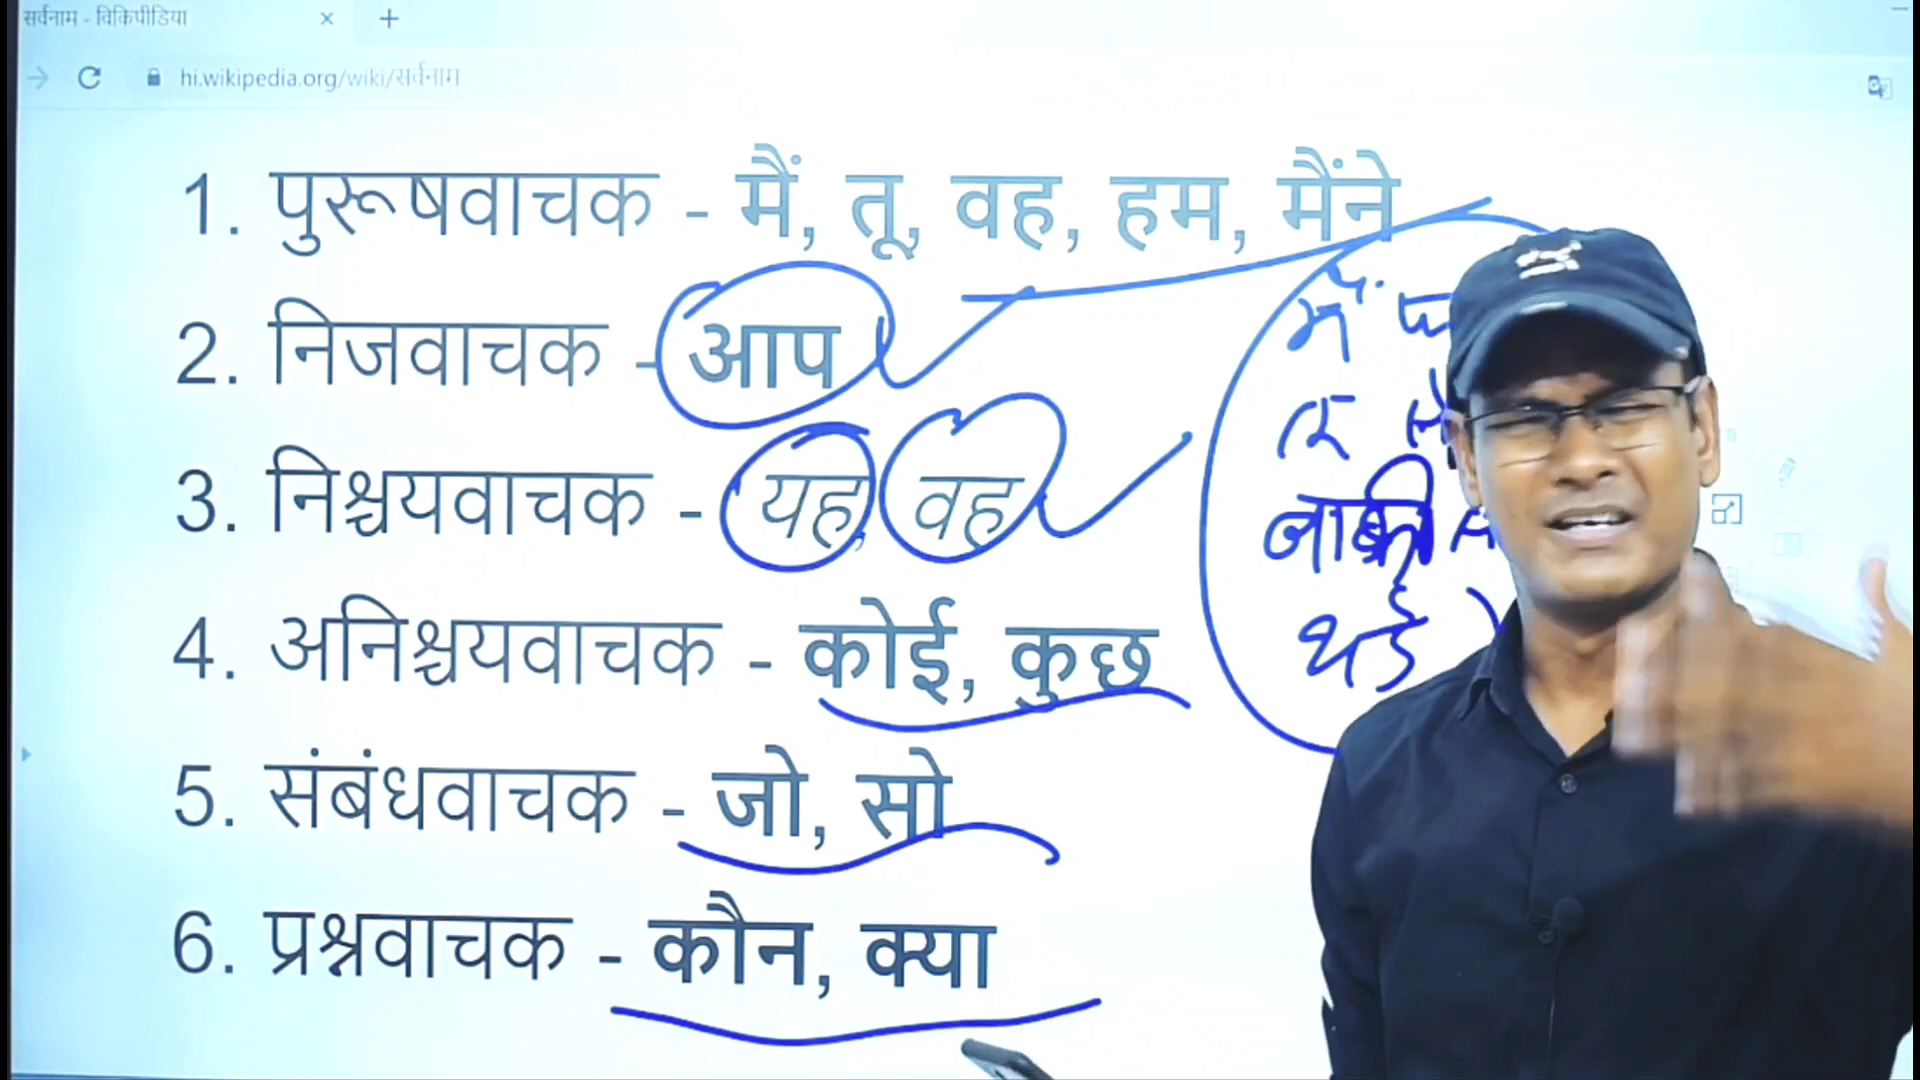 सर्वनाम - विकिपीडिया
hi.wikipedia.org/wiki/सर्वनाम
1. पुरूषवाचक - मैं, तू, वह, हम, मैंने
2. निजवाचक - आप
3. निश्चयवाचक - यह, वह
4. अनिश्चयवाचक - कोई, कुछ
5. संबंधवाचक - जो, सो
6. प्रश्नवाचक - कौन, क्या